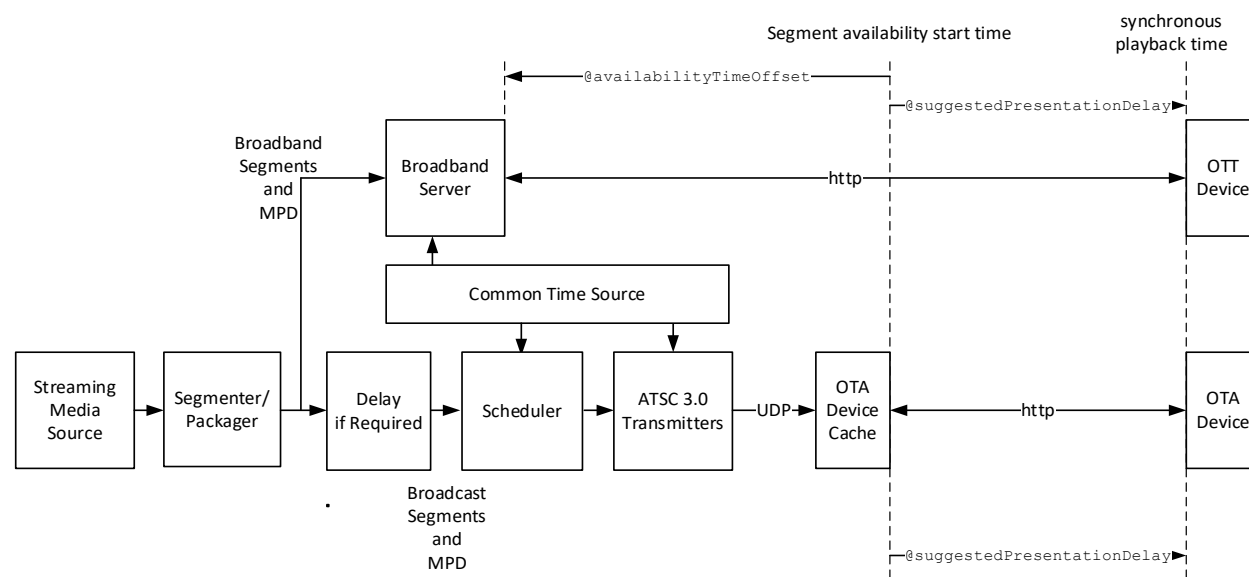 Segment availability start time
synchronous
playback time
@availabilityTimeOffset
@suggestedPresentationDelay
Broadband
Segments
and
MPD
Broadband
Server
http
OTT
Device
Common Time Source
Streaming
Media
Source
Segmenter/
Packager
Delay
if Required
Scheduler
ATSC 3.0
Transmitters
UDP
OTA
Device
Cache
http
OTA
Device
Broadcast
Segments
and
MPD
@suggestedPresentationDelay